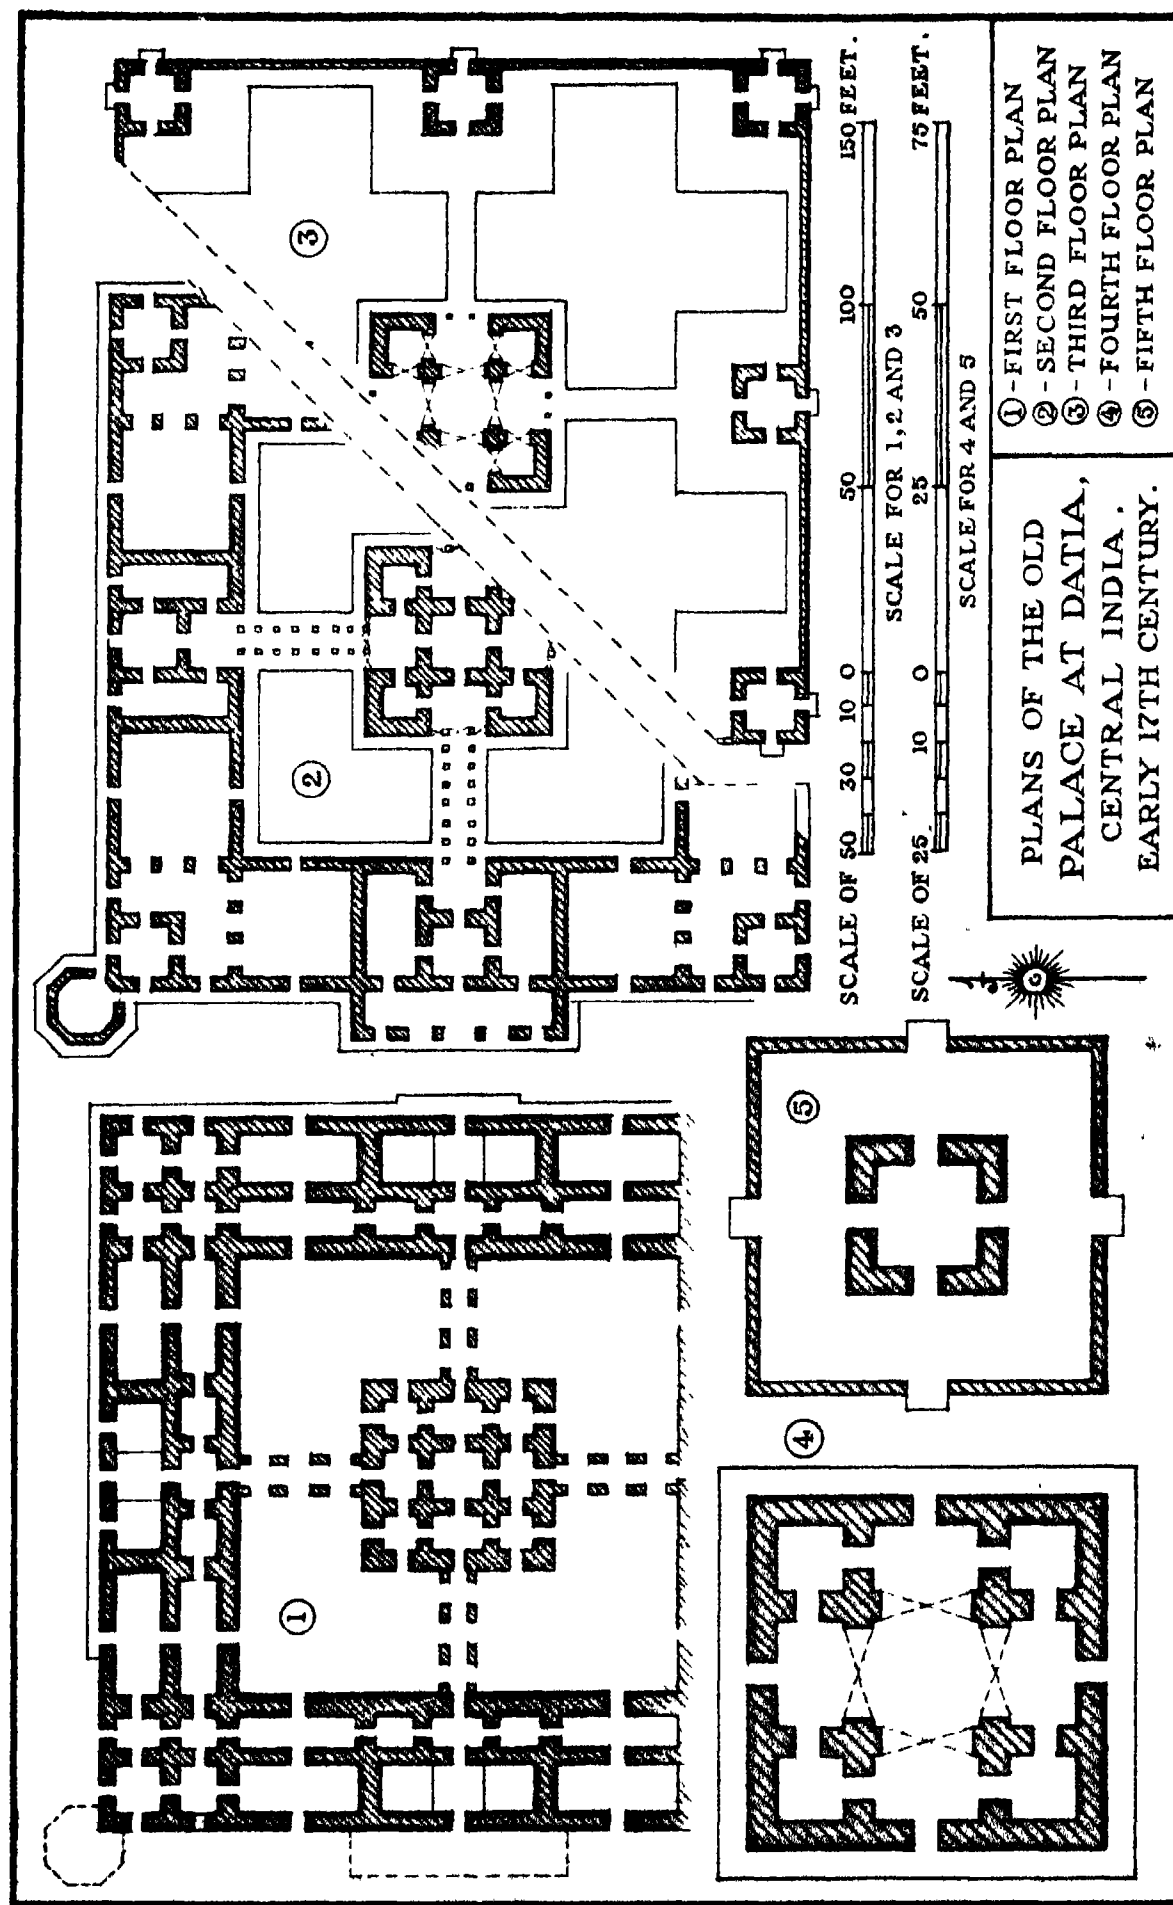 ①-FIRST FLOOR PLAN
②-SECOND FLOOR PLAN
③-THIRD FLOOR PLAN
④-FOURTH FLOOR PLAN
⑤-FIFTH FLOOR PLAN
PLANS OF THE OLD
PALACE AT DATIA,
CENTRAL INDIA.
EARLY 17TH CENTURY.
SCALE OF 50 30 10 0 50 100 150 FEET.
SCALE FOR 1, 2 AND 3
SCALE OF 25 10 0 25 50 75 FEET.
SCALE FOR 4 AND 5
①
②
③
④
⑤